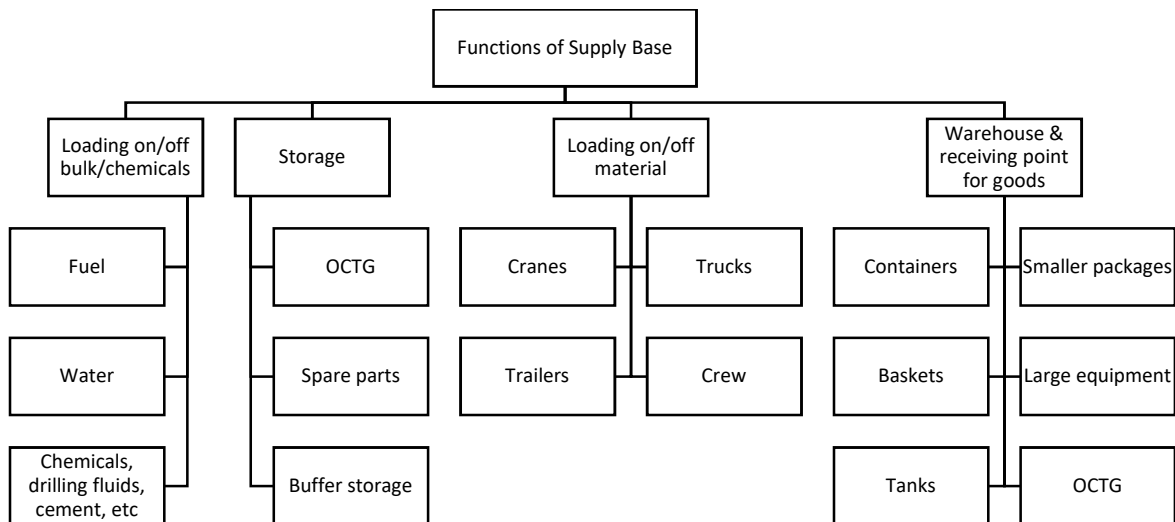 Functions of Supply Base
Loading on/off
bulk/chemicals
Storage
Loading on/off
material
Warehouse &
receiving point
for goods
Fuel
OCTG
Cranes
Trucks
Containers
Smaller packages
Water
Spare parts
Trailers
Crew
Baskets
Large equipment
Chemicals,
drilling fluids,
cement, etc
Buffer storage
Tanks
OCTG